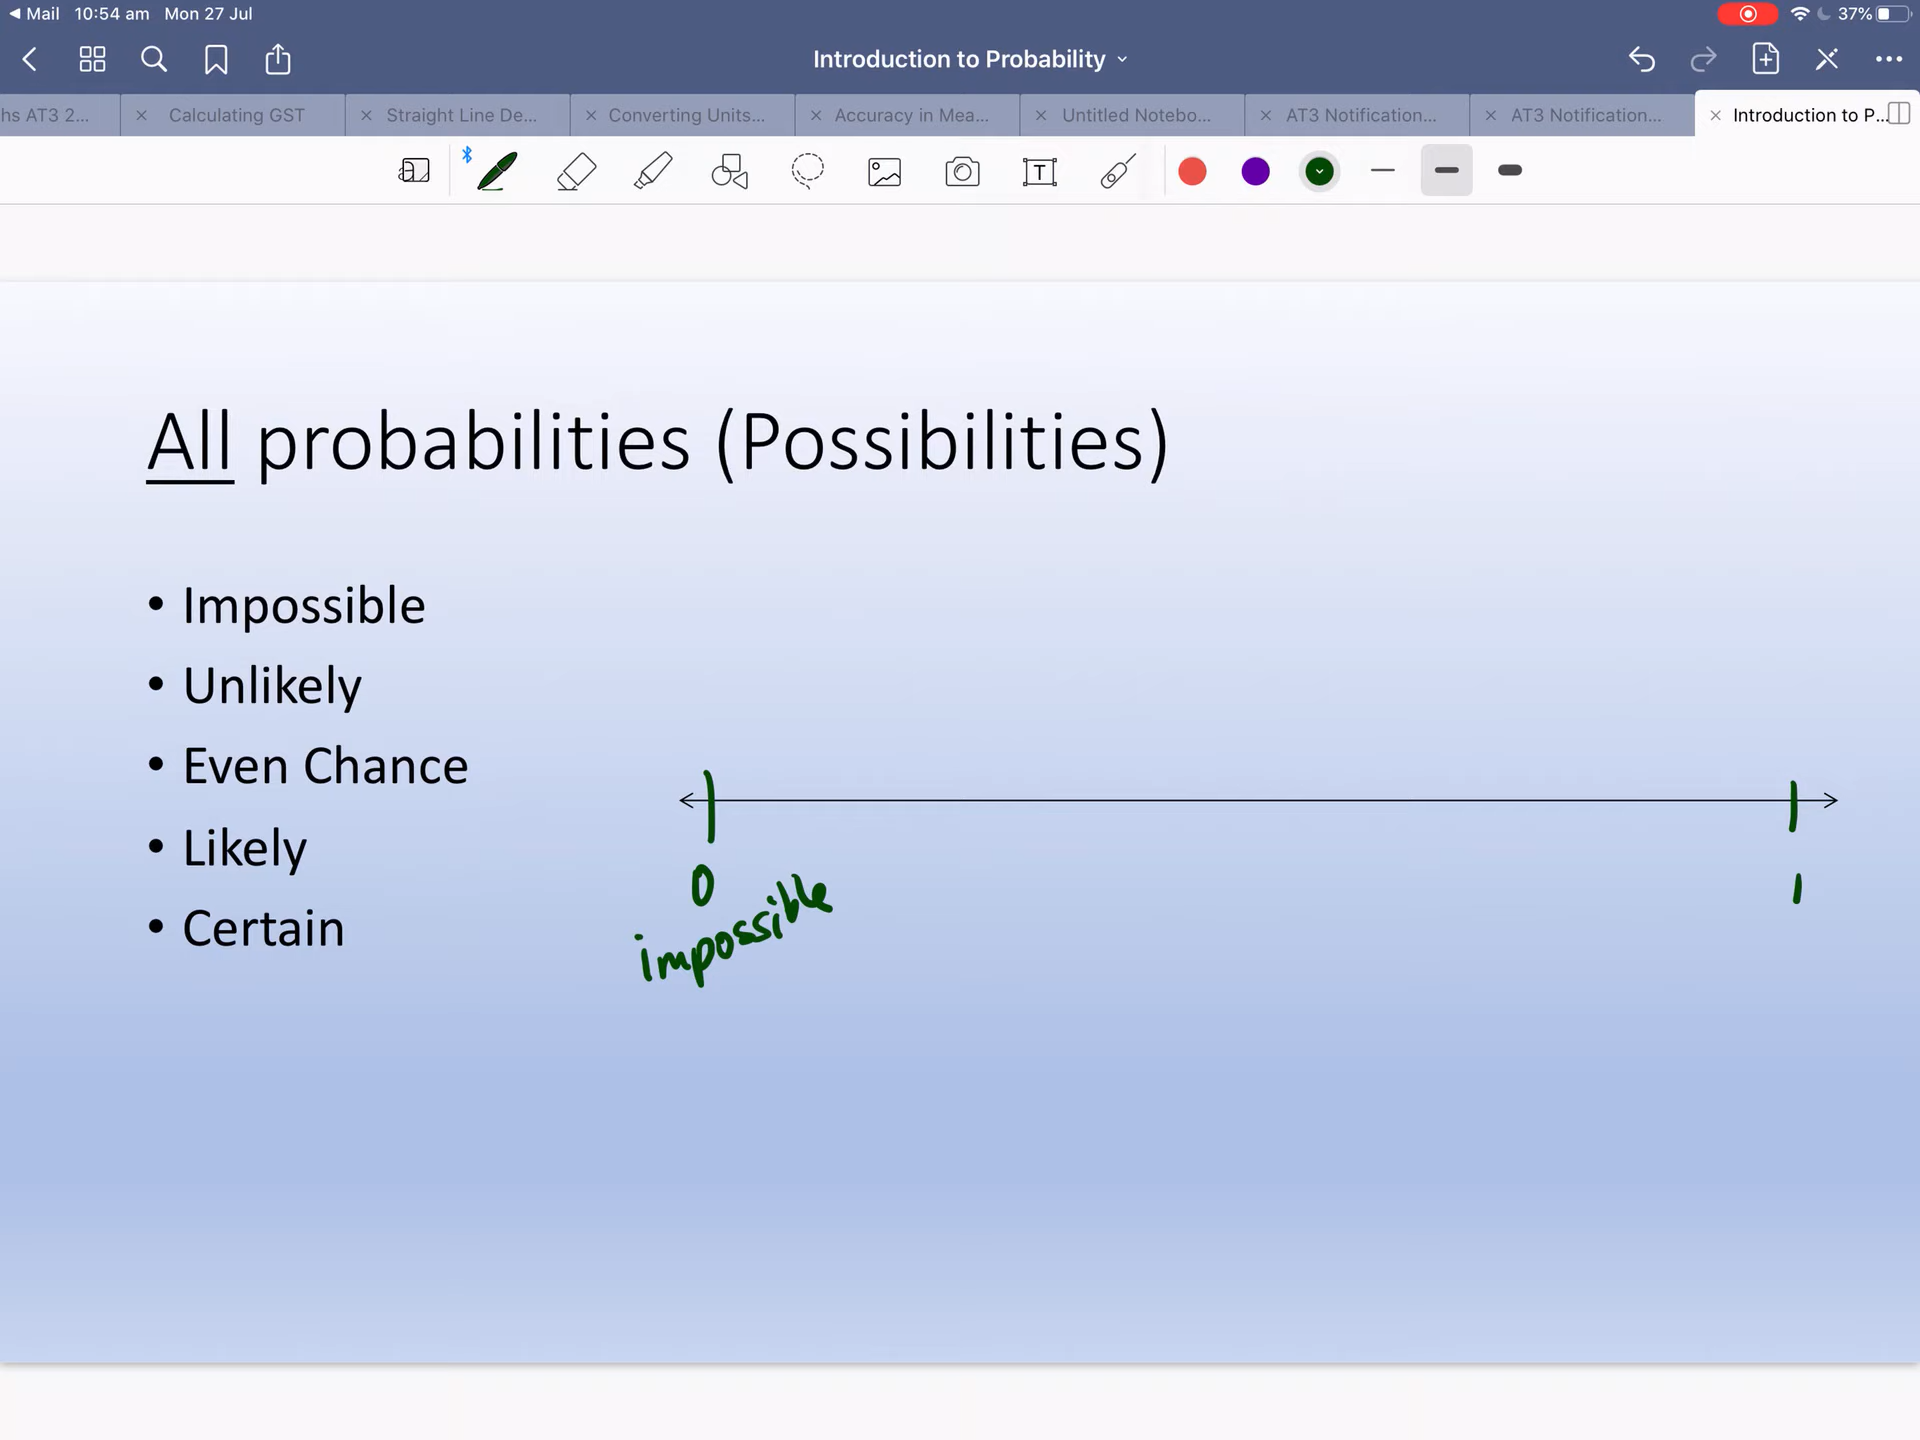 Mail 10:54 am Mon 27 Jul 37%
Introduction to Probability
hs AT3 2... Calculating GST Straight Line De... Converting Units... Accuracy in Mea... Untitled Notebo... AT3 Notification... AT3 Notification... Introduction to P...
a T
All probabilities (Possibilities)
• Impossible
• Unlikely
• Even Chance
• Likely
• Certain
0 1
impossible